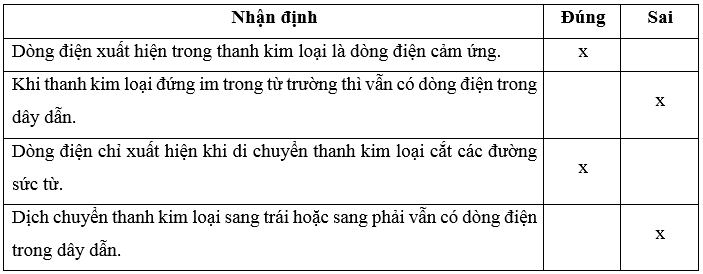 Nhận định Đúng Sai
Dòng điện xuất hiện trong thanh kim loại là dòng điện cảm ứng. x
Khi thanh kim loại đứng im trong từ trường thì vẫn có dòng điện trong
dây dẫn. x
Dòng điện chỉ xuất hiện khi di chuyển thanh kim loại cắt các đường
sức từ. x
Dịch chuyển thanh kim loại sang trái hoặc sang phải vẫn có dòng điện
trong dây dẫn. x